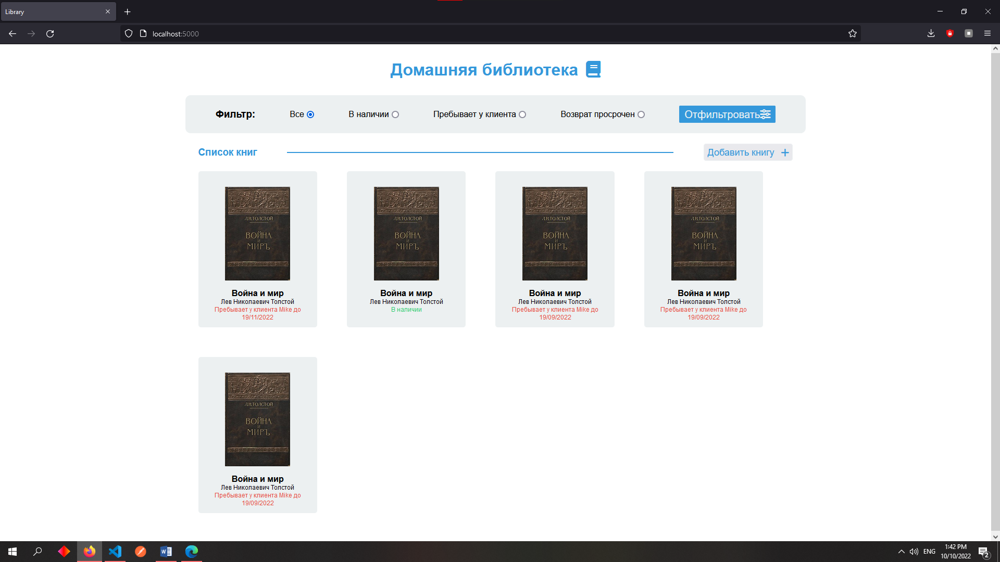 Library
localhost:5000
Домашняя библиотека
Фильтр:
Все
В наличии
Пребывает у клиента
Возврат просрочен
Отфильтровать
Список книг
Добавить книгу
Л.Н.ТОЛСТОЙ
ВОЙНА
И
МИРЪ
Война и мир
Лев Николаевич Толстой
Пребывает у клиента Mike до
19/11/2022
Л.Н.ТОЛСТОЙ
ВОЙНА
И
МИРЪ
Война и мир
Лев Николаевич Толстой
В наличии
Л.Н.ТОЛСТОЙ
ВОЙНА
И
МИРЪ
Война и мир
Лев Николаевич Толстой
Пребывает у клиента Mike до
19/09/2022
Л.Н.ТОЛСТОЙ
ВОЙНА
И
МИРЪ
Война и мир
Лев Николаевич Толстой
Пребывает у клиента Mike до
19/09/2022
Л.Н.ТОЛСТОЙ
ВОЙНА
И
МИРЪ
Война и мир
Лев Николаевич Толстой
Пребывает у клиента Mike до
19/09/2022
W
ENG
1:42 PM
10/10/2022
2